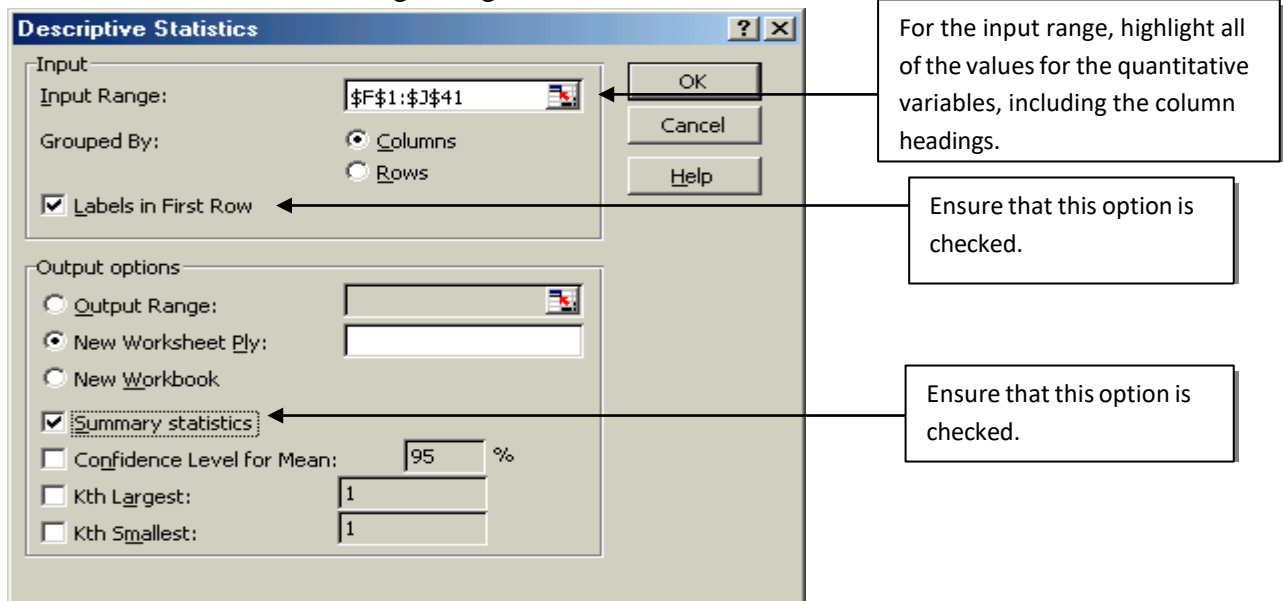 Descriptive Statistics
Input
Input Range: $F$1:$J$41
Grouped By: Columns
Rows
Labels in First Row
OK
Cancel
Help
Output options
Output Range:
New Worksheet Ply:
New Workbook
Summary statistics
Confidence Level for Mean: 95 %
Kth Largest: 1
Kth Smallest: 1
For the input range, highlight all
of the values for the quantitative
variables, including the column
headings.
Ensure that this option is
checked.
Ensure that this option is
checked.